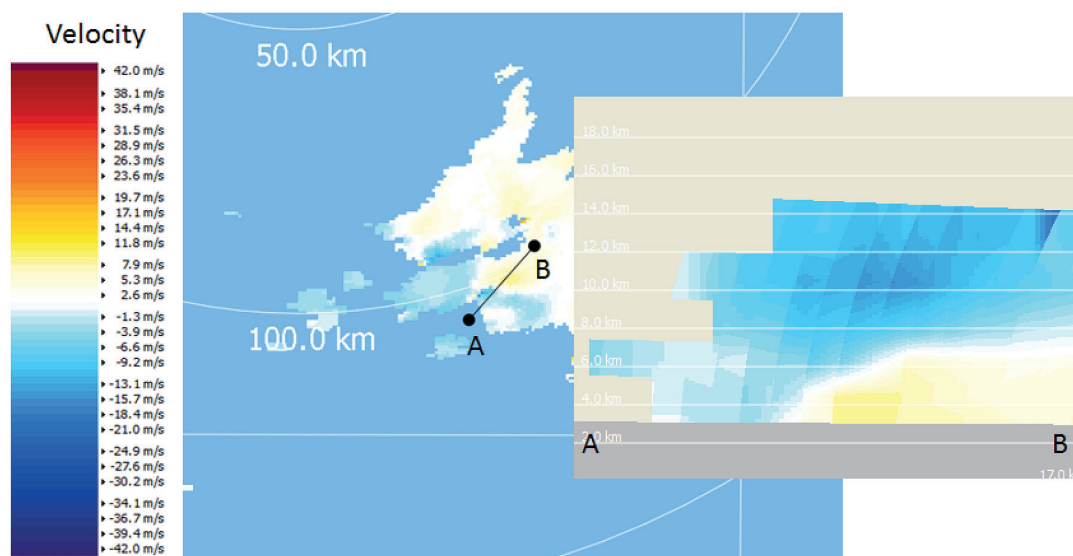 Velocity
42.0 m/s
38.1 m/s
35.4 m/s
31.5 m/s
28.9 m/s
26.3 m/s
23.6 m/s
19.7 m/s
17.1 m/s
14.4 m/s
11.8 m/s
7.9 m/s
5.3 m/s
2.6 m/s
-1.3 m/s
-3.9 m/s
-6.6 m/s
-9.2 m/s
-13.1 m/s
-15.7 m/s
-18.4 m/s
-21.0 m/s
-24.9 m/s
-27.6 m/s
-30.2 m/s
-34.1 m/s
-36.7 m/s
-39.4 m/s
-42.0 m/s
50.0 km
100.0 km
B
A
18.0 km
16.0 km
14.0 km
12.0 km
10.0 km
8.0 km
6.0 km
4.0 km
2.0 km
A
B
17.0 k